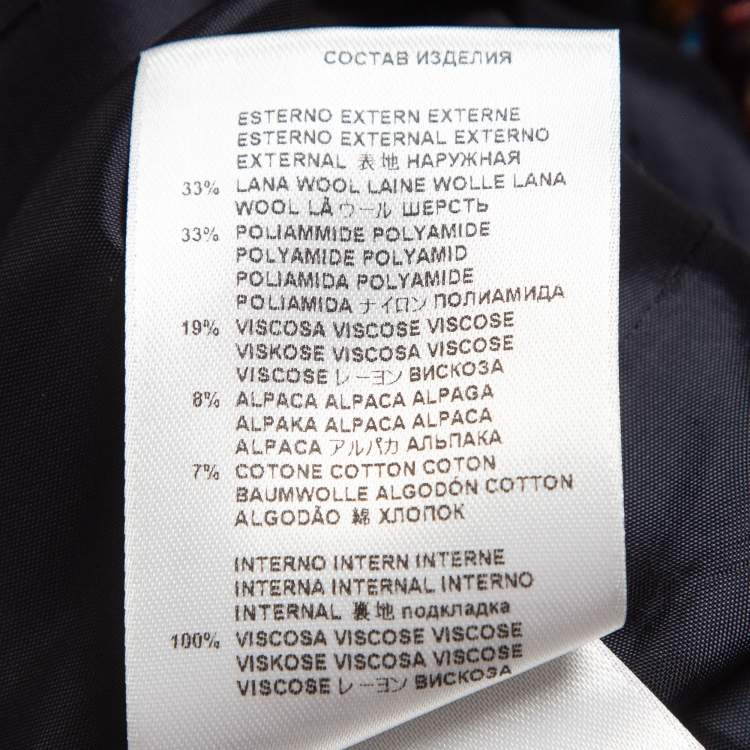 СОСТАВ ИЗДЕЛИЯ
ESTERNO EXTERN EXTERNE
ESTERNO EXTERNAL EXTERNO
EXTERNAL 表地 НАРУЖНАЯ
33% LANA WOOL LAINE WOLLE LANA
WOOL LÃ ウール ШЕРСТЬ
33% POLIAMMIDE POLYAMIDE
POLYAMIDE POLYAMID
POLIAMIDA POLYAMIDE
POLIAMIDA ナイロン ПОЛИАМИДА
19% VISCOSA VISCOSE VISCOSE
VISKOSE VISCOSA VISCOSE
VISCOSE レーヨン ВИСКОЗА
8% ALPACA ALPACA ALPAGA
ALPAKA ALPACA ALPACA
ALPACA アルパカ АЛЬПАКА
7% COTONE COTTON COTON
BAUMWOLLE ALGODÓN COTTON
ALGODÃO 綿 ХЛОПОК
INTERNO INTERN INTERNE
INTERNA INTERNAL INTERNO
INTERNAL 裏地 подкладка
100% VISCOSA VISCOSE VISCOSE
VISKOSE VISCOSA VISCOSE
VISCOSE レーヨン ВИСКОЗА